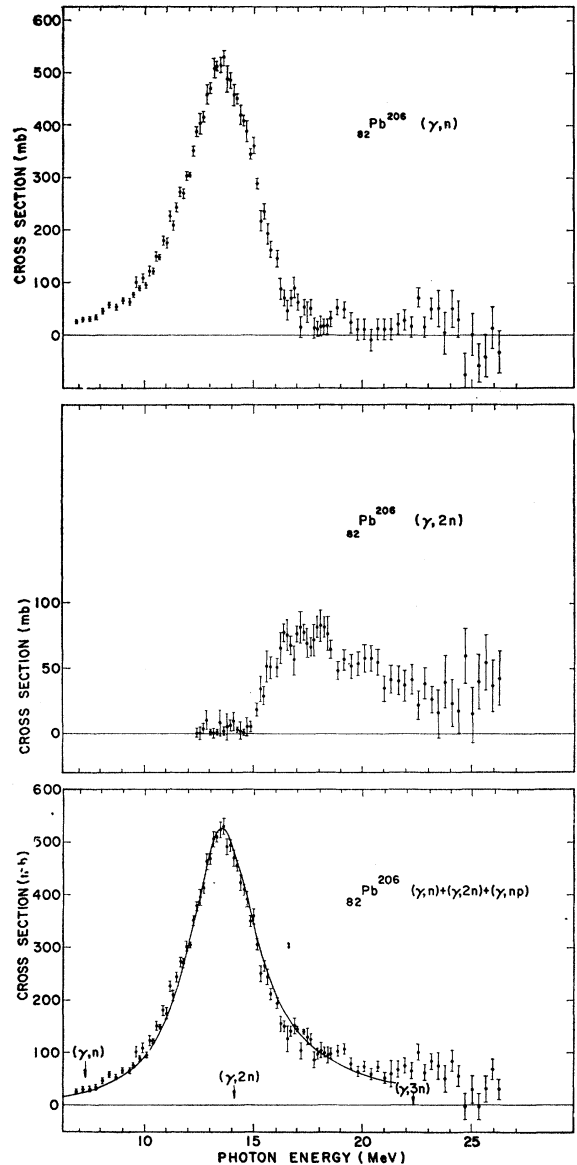 600
500
400
300
200
100
0
CROSS SECTION (mb)
82Pb206 (γ,n)
100
50
0
CROSS SECTION (mb)
82Pb206 (γ,2n)
600
500
400
300
200
100
0
CROSS SECTION
82Pb206 (γ,n)+(γ,2n)+(γ,np)
(γ,n)
(γ,2n)
(γ,3n)
10 15 20 25
PHOTON ENERGY (MeV)